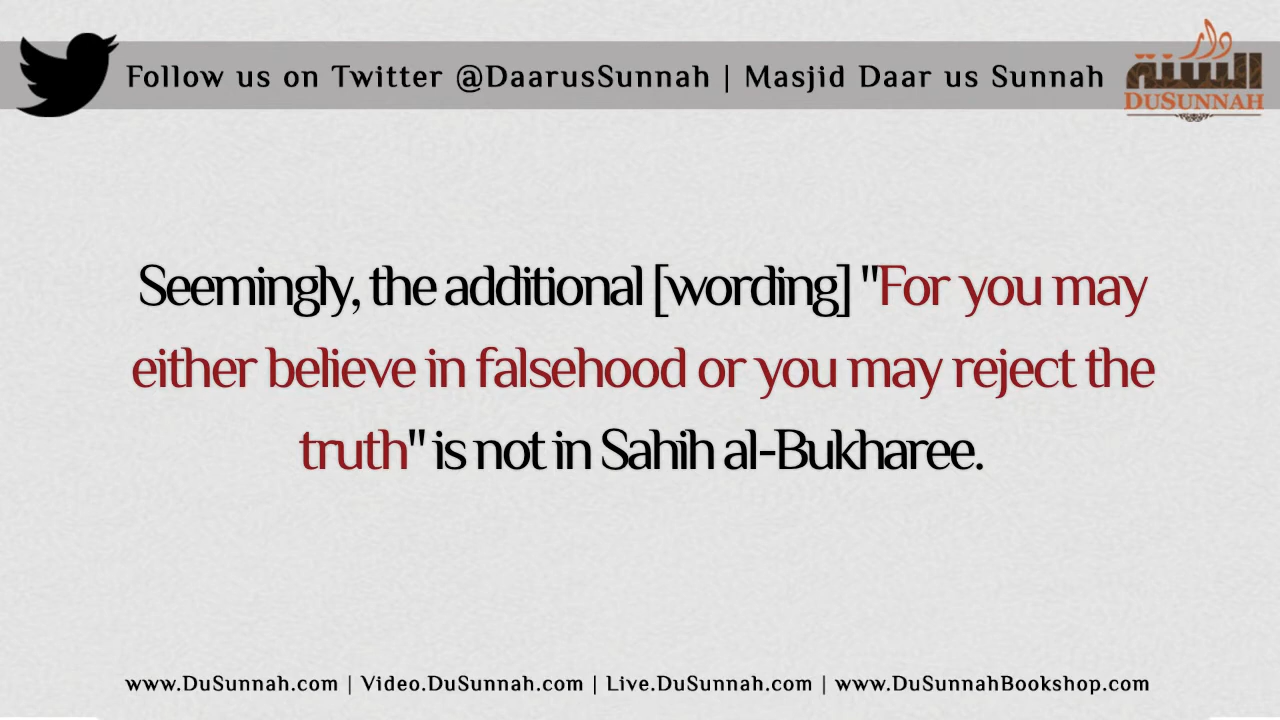 Follow us on Twitter @DaarusSunnah | Masjid Daar us Sunnah
دار
السنة
DUSUNNAH
Seemingly, the additional [wording] "For you may
either believe in falsehood or you may reject the
truth" is not in Sahih al-Bukharee.
www.DuSunnah.com | Video.DuSunnah.com | Live.DuSunnah.com | www.DuSunnahBookshop.com